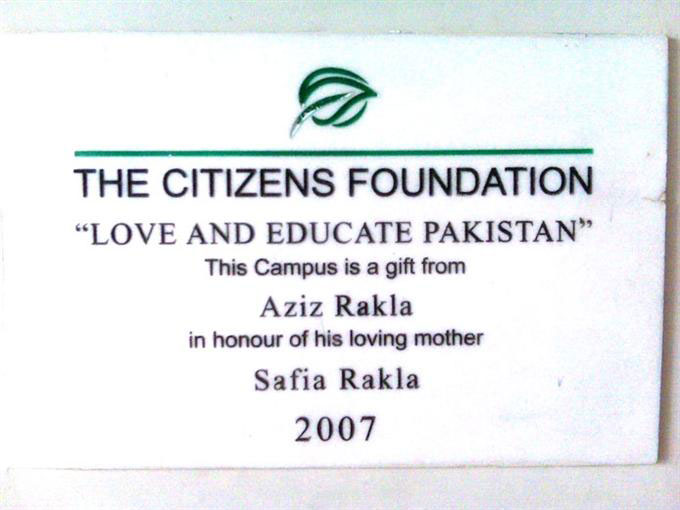 THE CITIZENS FOUNDATION
“LOVE AND EDUCATE PAKISTAN”
This Campus is a gift from
Aziz Rakla
in honour of his loving mother
Safia Rakla
2007